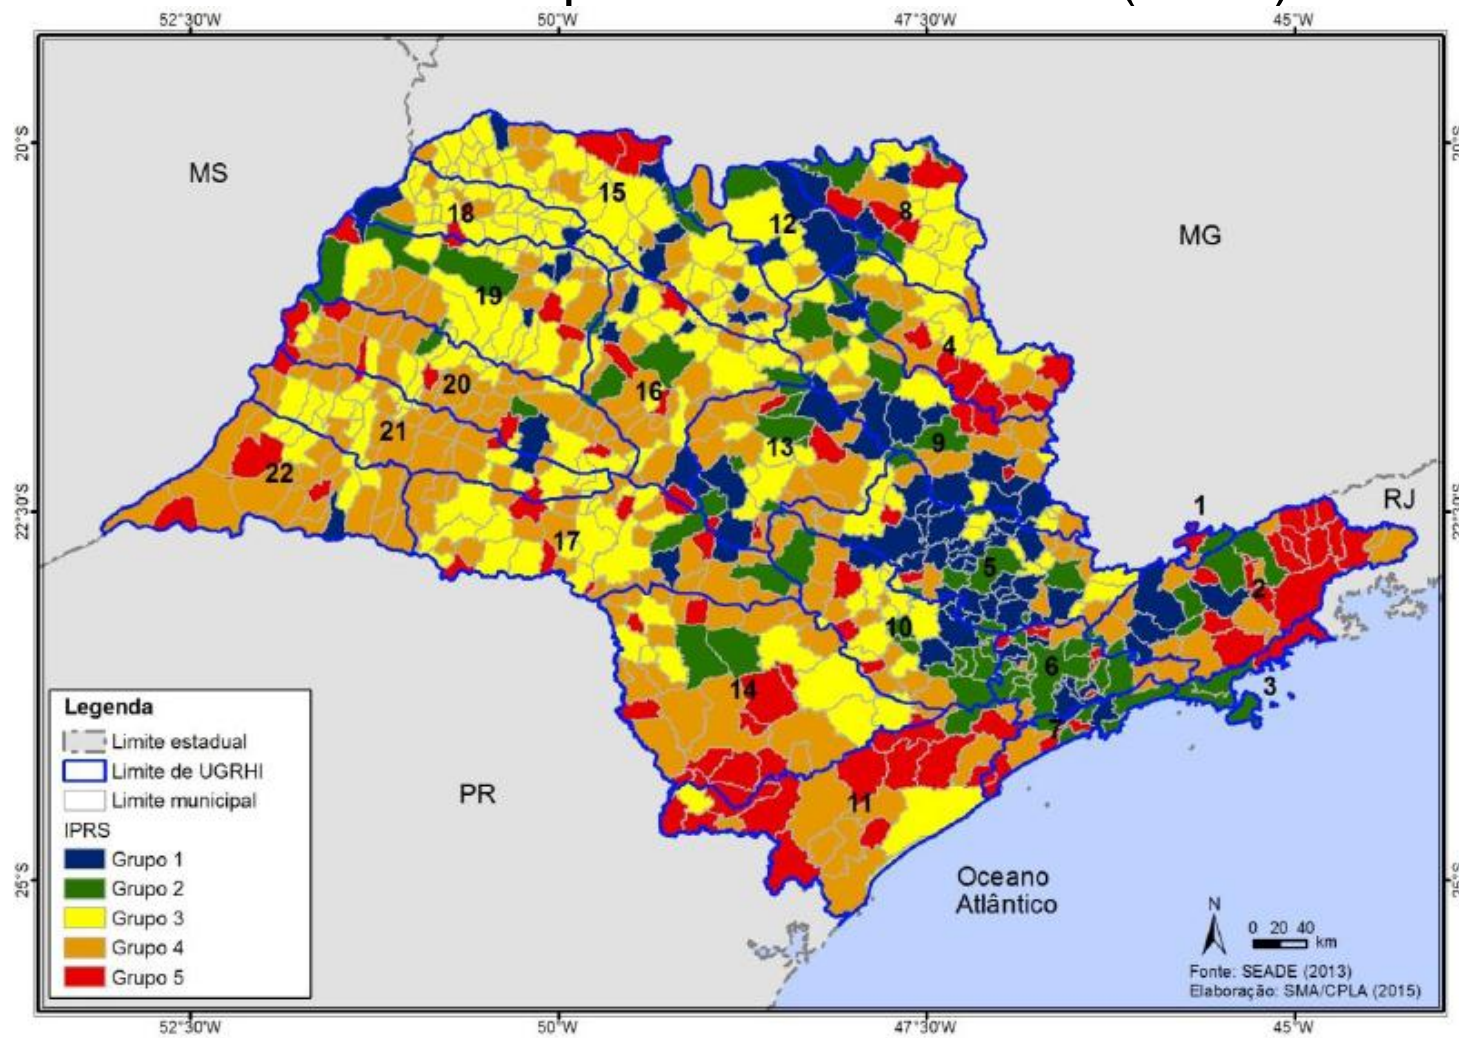 52°30'W 50°W 47°30'W 45°W
20°S
20°S
MS
MG
15
18
12
8
19
4
20
16
21
13
9
22
1
RJ
22°30'S
17
5
2
10
6
14
3
7
11
PR
Legenda
Limite estadual
Limite de UGRHI
Limite municipal
IPRS
Grupo 1
Grupo 2
Grupo 3
Grupo 4
Grupo 5
25°S
25°S
Oceano
Atlântico
N
0 20 40
km
Fonte: SEADE (2013)
Elaboração: SMA/CPLA (2015)
52°30'W 50°W 47°30'W 45°W